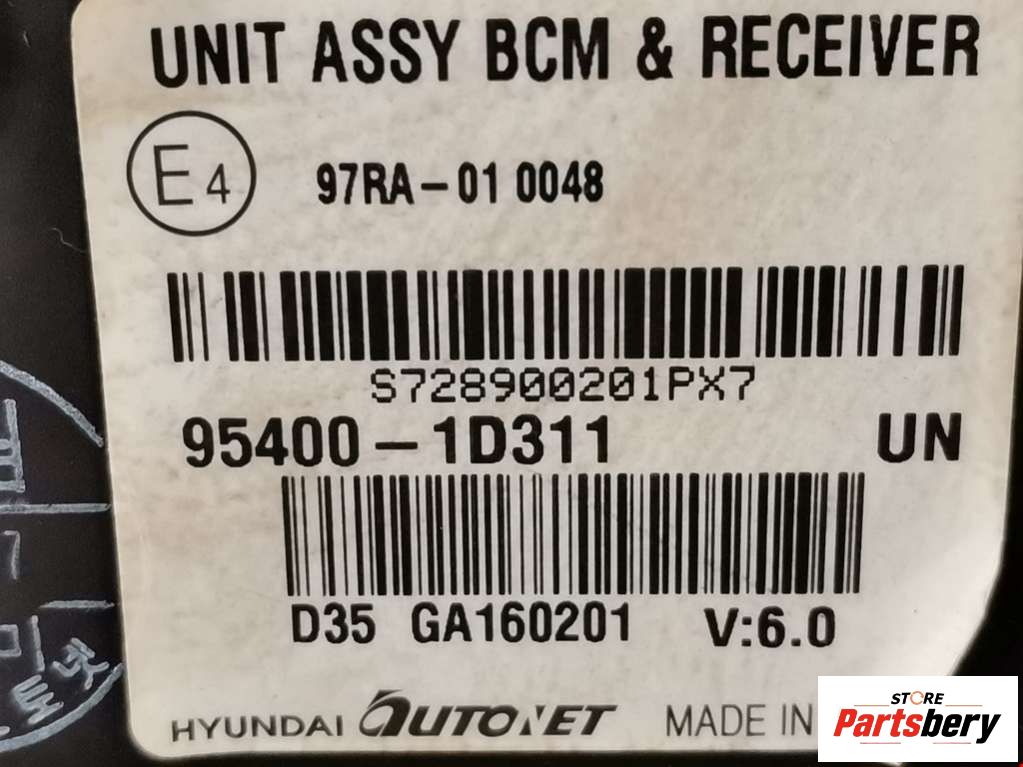 UNIT ASSY BCM & RECEIVER
E4 97RA-01 0048
S728900201PX7
95400-1D311 UN
D35 GA160201 V:6.0
HYUNDAI AUTONET MADE IN
STORE
Partsbery